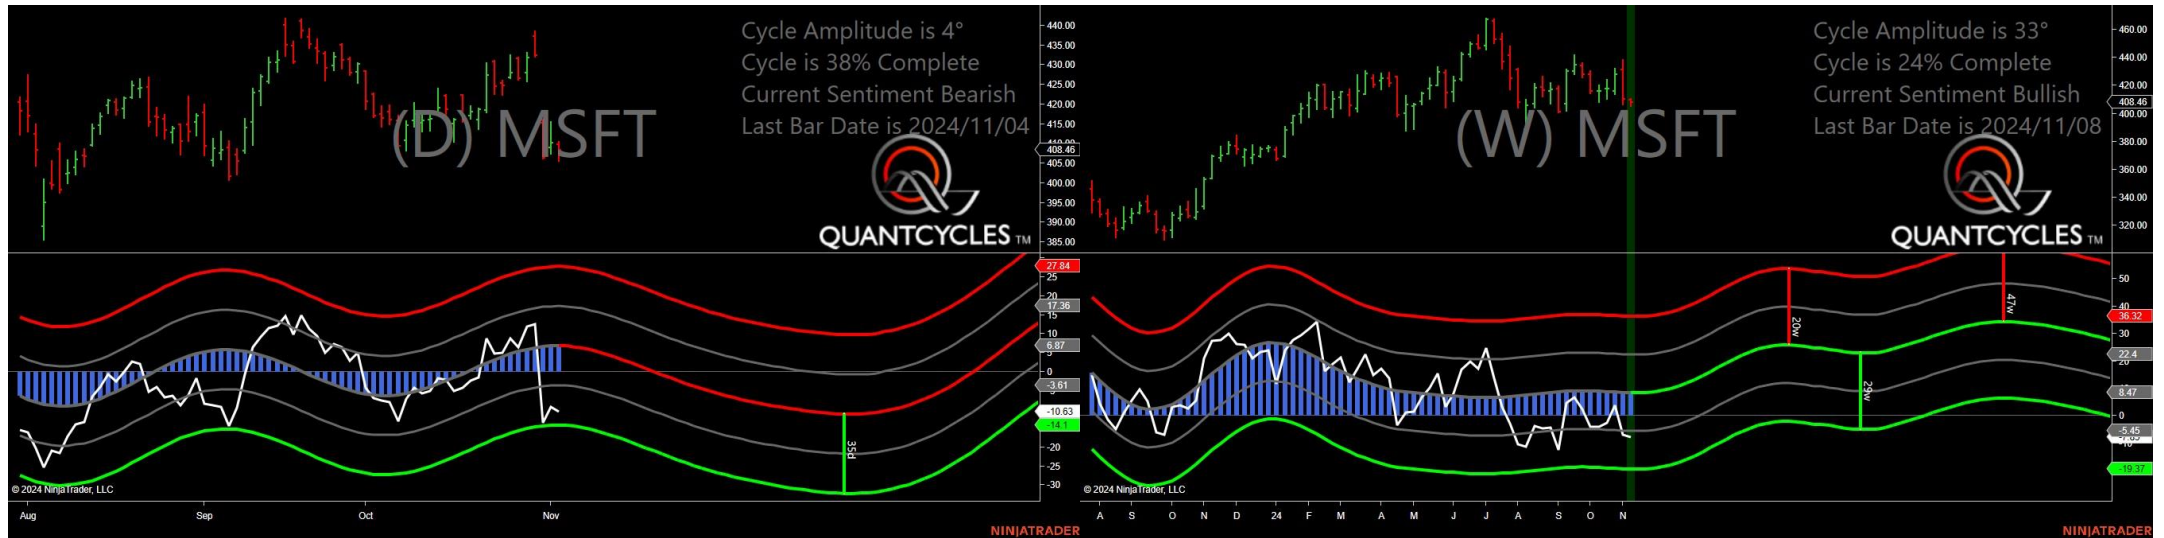 Cycle Amplitude is 4°
Cycle is 38% Complete
Current Sentiment Bearish
Last Bar Date is 2024/11/04
(D) MSFT
QUANTCYCLES TM
440.00
435.00
430.00
425.00
420.00
415.00
408.46
405.00
400.00
395.00
390.00
385.00
27.84
25
20
17.36
15
10
6.87
0
-3.61
-10.63
-14.1
-20
-25
-30
35d
© 2024 NinjaTrader, LLC
Aug Sep Oct Nov
NINJATRADER
Cycle Amplitude is 33°
Cycle is 24% Complete
Current Sentiment Bullish
Last Bar Date is 2024/11/08
(W) MSFT
QUANTCYCLES TM
460.00
440.00
420.00
408.46
400.00
380.00
360.00
340.00
320.00
50
40
36.32
30
22.4
8.47
0
-5.45
-19.37
20w
29w
47w
© 2024 NinjaTrader, LLC
A S O N D 24 F M A M J J A S O N
NINJATRADER